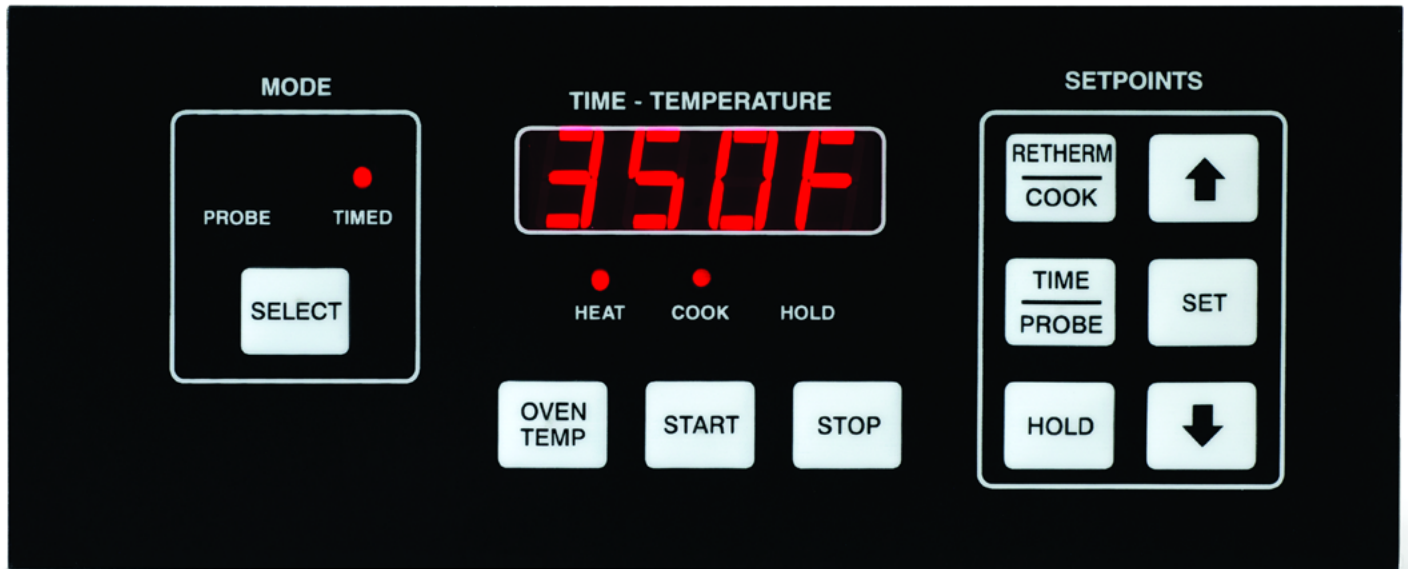 MODE
PROBE TIMED
SELECT
TIME - TEMPERATURE
350F
HEAT COOK HOLD
OVEN
TEMP
START
STOP
SETPOINTS
RETHERM
COOK
TIME
PROBE
SET
HOLD